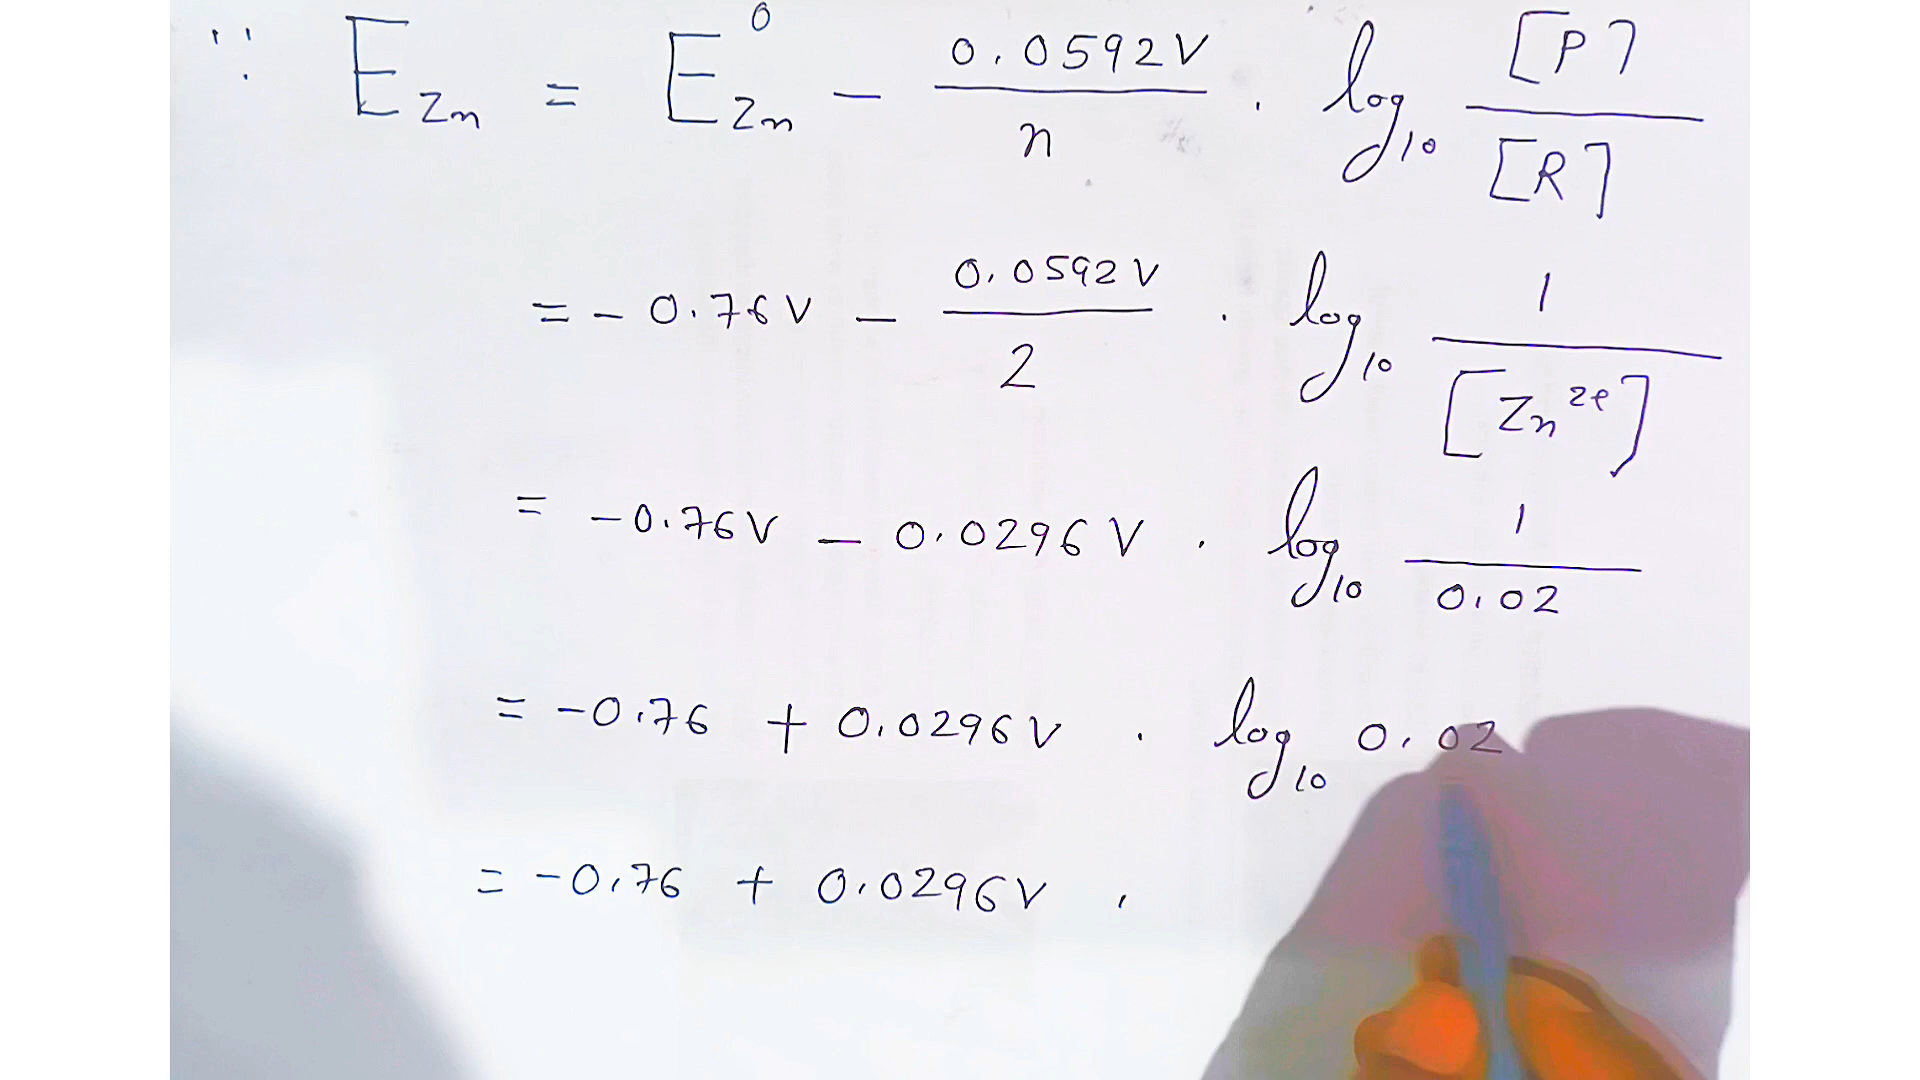 ∵ E_Zn = E⁰_Zn − 0.0592V/n · log₁₀ [P]/[R]
= − 0.76V − 0.0592V/2 · log₁₀ 1/[Zn²⁺]
= −0.76V − 0.0296V · log₁₀ 1/0.02
= −0.76 + 0.0296V · log₁₀ 0.02
= −0.76 + 0.0296V ·